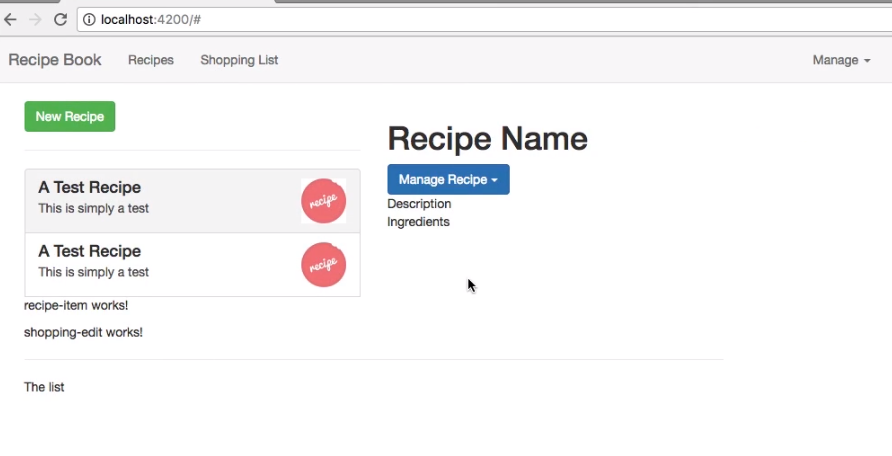 localhost:4200/#
Recipe Book Recipes Shopping List Manage
New Recipe
A Test Recipe
This is simply a test
recipe
A Test Recipe
This is simply a test
recipe
recipe-item works!
shopping-edit works!
Recipe Name
Manage Recipe
Description
Ingredients
The list